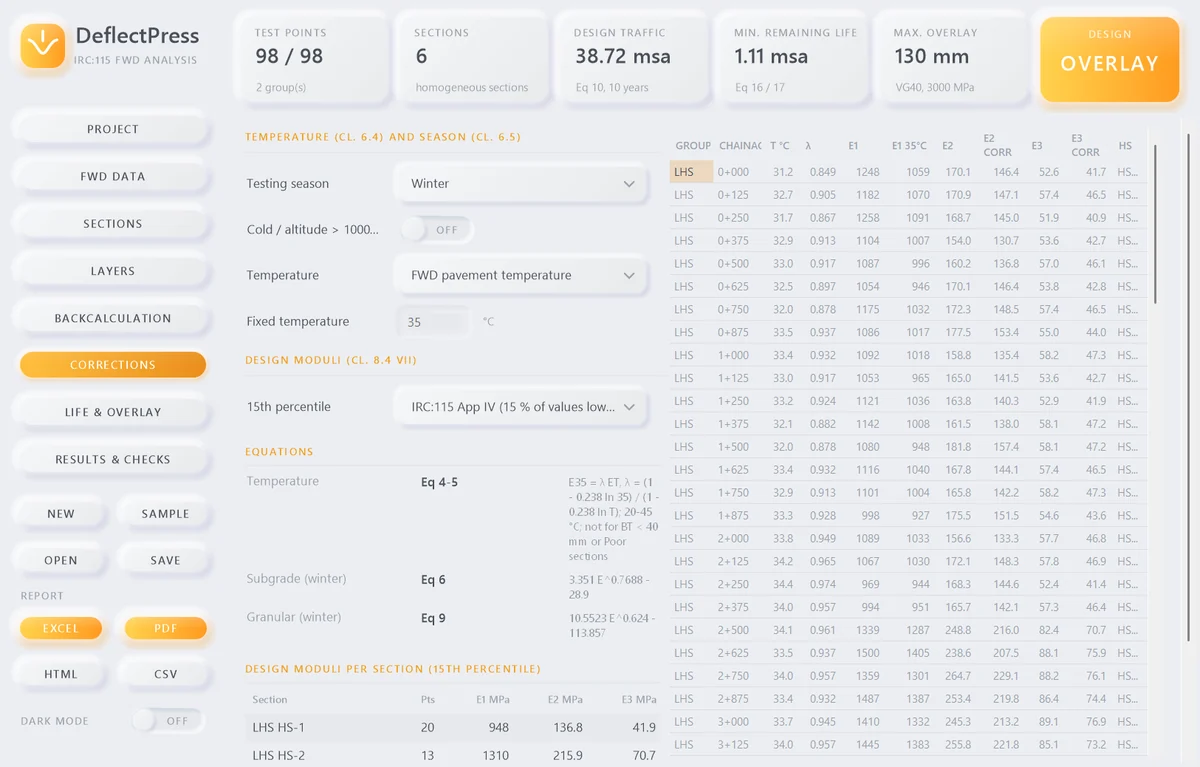 DeflectPress
IRC:115 FWD ANALYSIS
TEST POINTS
98 / 98
2 group(s)
SECTIONS
6
homogeneous sections
DESIGN TRAFFIC
38.72 msa
Eq 10, 10 years
MIN. REMAINING LIFE
1.11 msa
Eq 16 / 17
MAX. OVERLAY
130 mm
VG40, 3000 MPa
DESIGN
OVERLAY
PROJECT
FWD DATA
SECTIONS
LAYERS
BACKCALCULATION
CORRECTIONS
LIFE & OVERLAY
RESULTS & CHECKS
NEW SAMPLE
OPEN SAVE
REPORT
EXCEL PDF
HTML CSV
DARK MODE OFF
TEMPERATURE (CL. 6.4) AND SEASON (CL. 6.5)
Testing season Winter
Cold / altitude > 1000... OFF
Temperature FWD pavement temperature
Fixed temperature 35 °C
DESIGN MODULI (CL. 8.4 VII)
15th percentile IRC:115 App IV (15 % of values low...
EQUATIONS
Temperature Eq 4-5 E35 = λ ET, λ = (1
- 0.238 ln 35) / (1 -
0.238 ln T); 20-45
°C; not for BT < 40
mm or Poor
sections
Subgrade (winter) Eq 6 3.351 E^0.7688 -
28.9
Granular (winter) Eq 9 10.5523 E^0.624 -
113.857
DESIGN MODULI PER SECTION (15TH PERCENTILE)
Section Pts E1 MPa E2 MPa E3 MPa
LHS HS-1 20 948 136.8 41.9
LHS HS-2 13 1310 215.9 70.7
GROUP CHAINAG T °C λ E1 E1 35°C E2 E2 CORR E3 E3 CORR HS
LHS 0+000 31.2 0.849 1248 1059 170.1 146.4 52.6 41.7 HS...
LHS 0+125 32.7 0.905 1182 1070 170.9 147.1 57.4 46.5 HS...
LHS 0+250 31.7 0.867 1258 1091 168.7 145.0 51.9 40.9 HS...
LHS 0+375 32.9 0.913 1104 1007 154.0 130.7 53.6 42.7 HS...
LHS 0+500 33.0 0.917 1087 996 160.2 136.8 57.0 46.1 HS...
LHS 0+625 32.5 0.897 1054 946 170.1 146.4 53.8 42.8 HS...
LHS 0+750 32.0 0.878 1175 1032 172.3 148.5 57.4 46.5 HS...
LHS 0+875 33.5 0.937 1086 1017 177.5 153.4 55.0 44.0 HS...
LHS 1+000 33.4 0.932 1092 1018 158.8 135.4 58.2 47.3 HS...
LHS 1+125 33.0 0.917 1053 965 165.0 141.5 53.6 42.7 HS...
LHS 1+250 33.2 0.924 1121 1036 163.8 140.3 52.9 41.9 HS...
LHS 1+375 32.1 0.882 1142 1008 161.5 138.0 58.1 47.2 HS...
LHS 1+500 32.0 0.878 1080 948 181.8 157.4 58.1 47.2 HS...
LHS 1+625 33.4 0.932 1116 1040 167.8 144.1 57.4 46.5 HS...
LHS 1+750 32.9 0.913 1101 1004 165.8 142.2 58.2 47.3 HS...
LHS 1+875 33.3 0.928 998 927 175.5 151.5 54.6 43.6 HS...
LHS 2+000 33.8 0.949 1089 1033 156.6 133.3 57.7 46.8 HS...
LHS 2+125 34.2 0.965 1067 1030 172.1 148.3 57.8 46.9 HS...
LHS 2+250 34.4 0.974 969 944 168.3 144.6 52.4 41.4 HS...
LHS 2+375 34.0 0.957 994 951 165.7 142.1 57.3 46.4 HS...
LHS 2+500 34.1 0.961 1339 1287 248.8 216.0 82.4 70.7 HS...
LHS 2+625 33.5 0.937 1500 1405 238.6 207.5 88.1 75.9 HS...
LHS 2+750 34.0 0.957 1359 1301 264.7 229.1 88.2 76.1 HS...
LHS 2+875 33.4 0.932 1487 1387 253.4 219.8 86.4 74.4 HS...
LHS 3+000 33.7 0.945 1410 1332 245.3 213.2 89.1 76.9 HS...
LHS 3+125 34.0 0.957 1445 1383 255.8 221.8 85.1 73.2 HS...